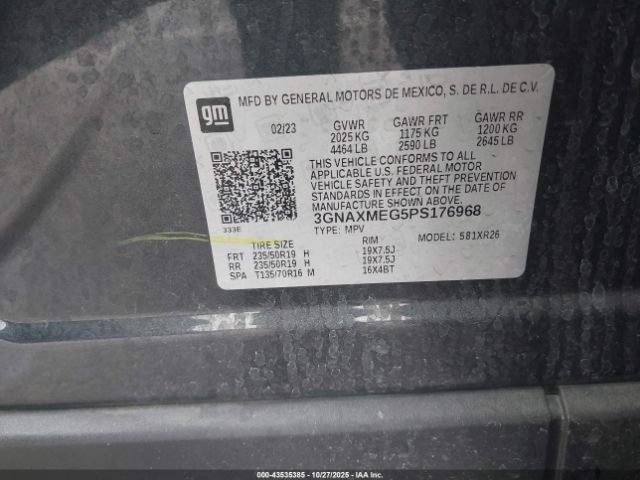 gm
MFD BY GENERAL MOTORS DE MEXICO, S. DE R.L. DE C.V.
02/23 GVWR GAWR FRT GAWR RR
2025 KG 1175 KG 1200 KG
4464 LB 2590 LB 2645 LB
THIS VEHICLE CONFORMS TO ALL
APPLICABLE U.S. FEDERAL MOTOR
VEHICLE SAFETY AND THEFT PREVENTION
STANDARDS IN EFFECT ON THE DATE OF
MANUFACTURE SHOWN ABOVE.
3GNAXMEG5PS176968
TYPE: MPV MODEL: 581XR26
333E
TIRE SIZE RIM
FRT 235/50R19 H 19X7.5J
RR 235/50R19 H 19X7.5J
SPA T135/70R16 M 16X4BT
000-43535385 - 10/27/2025 - IAA Inc.